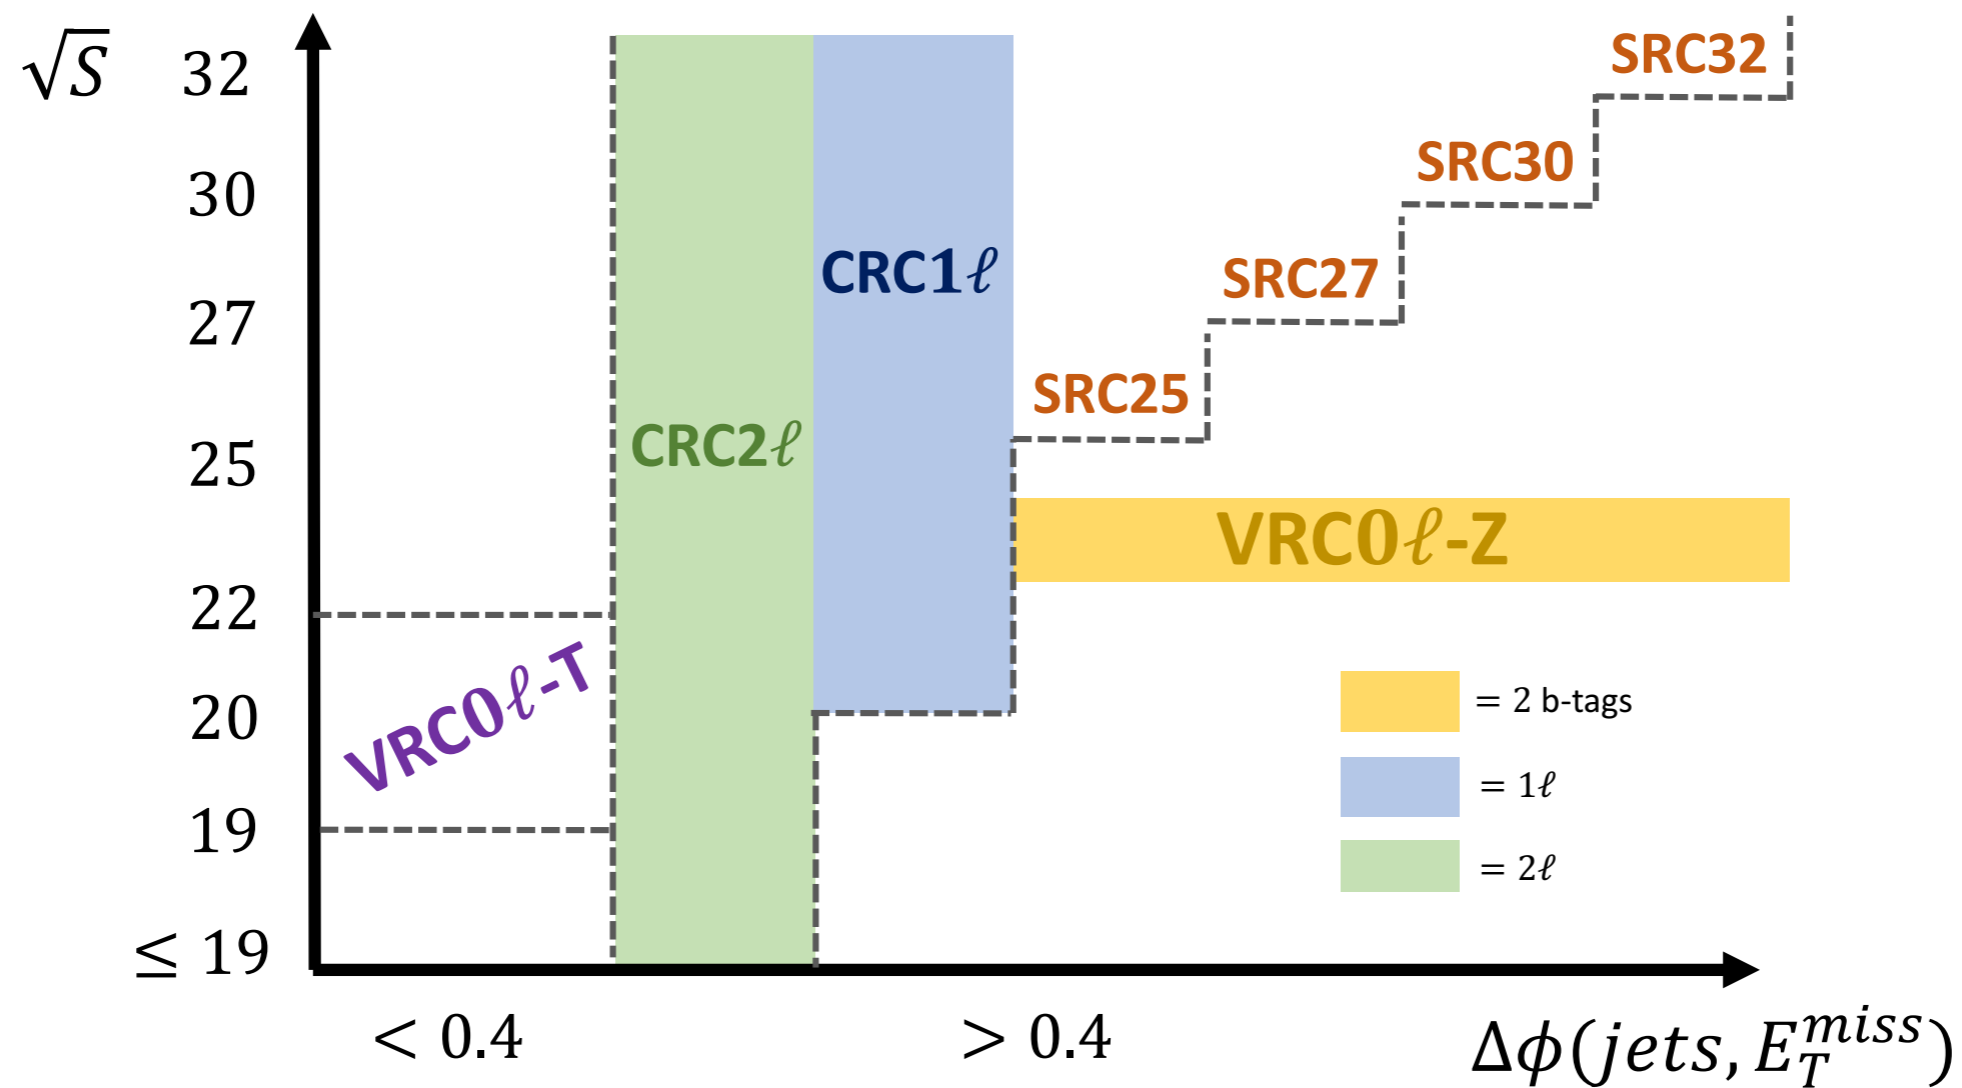 √S
32
SRC32
30
SRC30
CRC1ℓ
SRC27
27
SRC25
CRC2ℓ
25
VRC0ℓ-Z
22
VRC0ℓ-T
20
= 2 b-tags
= 1ℓ
19
= 2ℓ
≤ 19
< 0.4
> 0.4
Δϕ(jets, E_T^miss)